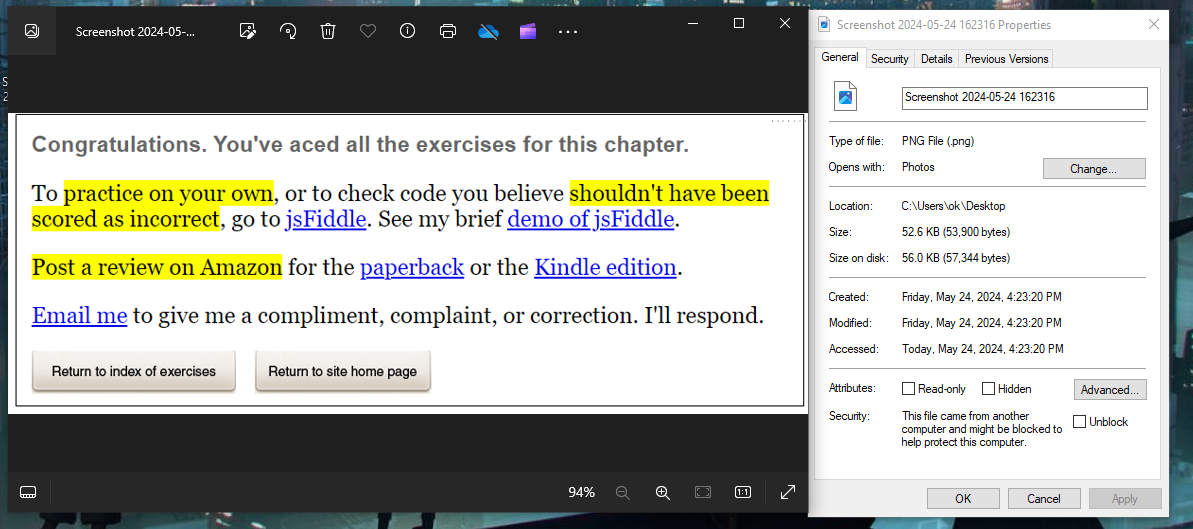 Screenshot 2024-05-...
Congratulations. You've aced all the exercises for this chapter.
To practice on your own, or to check code you believe shouldn't have been
scored as incorrect, go to jsFiddle. See my brief demo of jsFiddle.
Post a review on Amazon for the paperback or the Kindle edition.
Email me to give me a compliment, complaint, or correction. I'll respond.
Return to index of exercises
Return to site home page
94%
1:1
Screenshot 2024-05-24 162316 Properties
General Security Details Previous Versions
Screenshot 2024-05-24 162316
Type of file: PNG File (.png)
Opens with: Photos Change...
Location: C:\Users\ok\Desktop
Size: 52.6 KB (53,900 bytes)
Size on disk: 56.0 KB (57,344 bytes)
Created: Friday, May 24, 2024, 4:23:20 PM
Modified: Friday, May 24, 2024, 4:23:20 PM
Accessed: Today, May 24, 2024, 4:23:20 PM
Attributes: Read-only Hidden Advanced...
Security: This file came from another
computer and might be blocked to
help protect this computer.
Unblock
OK Cancel Apply